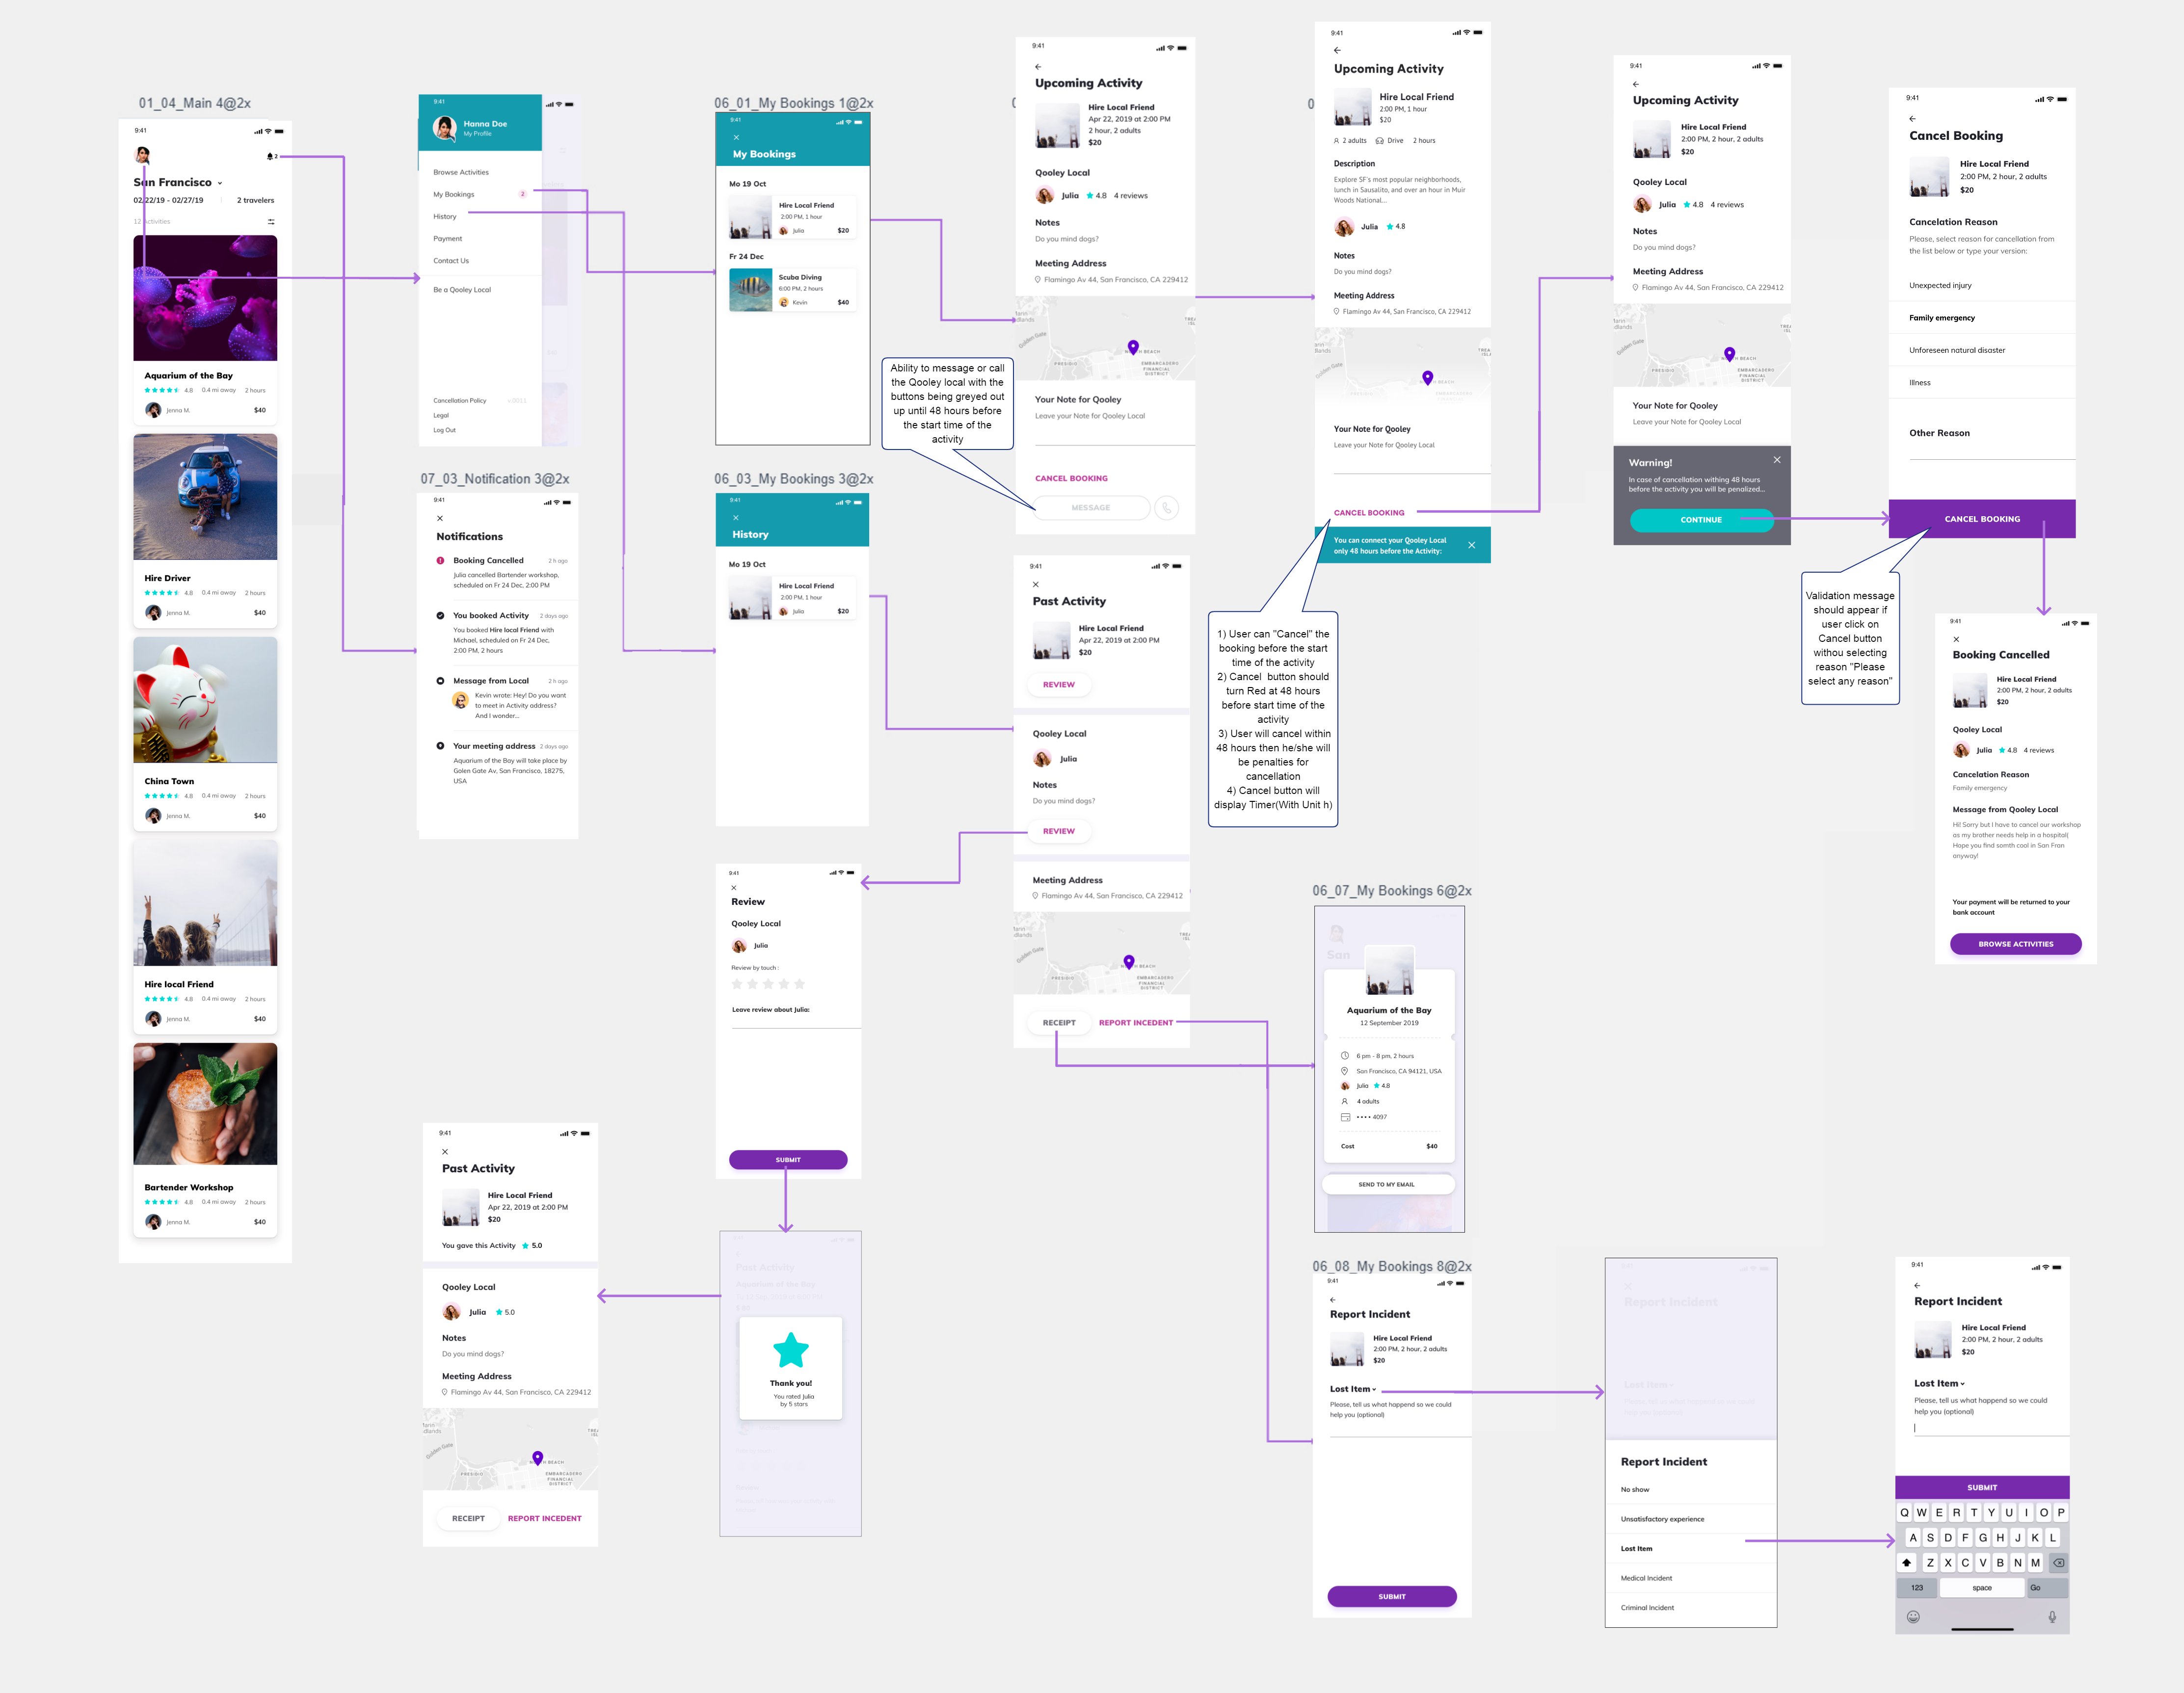 01_04_Main 4@2x
9:41
2
San Francisco
02/22/19 - 02/27/19
2 travelers
12 Activities
Aquarium of the Bay
4.8 0.4 mi away 2 hours
Jenna M. $40
Hire Driver
4.8 0.4 mi away 2 hours
Jenna M. $40
China Town
4.8 0.4 mi away 2 hours
Jenna M. $40
Hire local Friend
4.8 0.4 mi away 2 hours
Jenna M. $40
Bartender Workshop
4.8 0.4 mi away 2 hours
Jenna M. $40
9:41
Hanna Doe
My Profile
Browse Activities
My Bookings 2
History
Payment
Contact Us
Be a Qooley Local
Cancellation Policy v.0011
Legal
Log Out
07_03_Notification 3@2x
9:41
Notifications
Booking Cancelled 2 h ago
Julia cancelled Bartender workshop,
scheduled on Fr 24 Dec, 2:00 PM
You booked Activity 2 days ago
You booked Hire local Friend with
Michael, scheduled on Fr 24 Dec,
2:00 PM, 2 hours
Message from Local 2 h ago
Kevin wrote: Hey! Do you want
to meet in Activity address?
And I wonder...
Your meeting address 2 days ago
Aquarium of the Bay will take place by
Golen Gate Av, San Francisco, 18275,
USA
06_01_My Bookings 1@2x
9:41
My Bookings
Mo 19 Oct
Hire Local Friend
2:00 PM, 1 hour
Julia $20
Fr 24 Dec
Scuba Diving
6:00 PM, 2 hours
Kevin $40
06_03_My Bookings 3@2x
9:41
History
Mo 19 Oct
Hire Local Friend
2:00 PM, 1 hour
Julia $20
9:41
Upcoming Activity
Hire Local Friend
Apr 22, 2019 at 2:00 PM
2 hour, 2 adults
$20
Qooley Local
Julia 4.8 4 reviews
Notes
Do you mind dogs?
Meeting Address
Flamingo Av 44, San Francisco, CA 229412
Golden Gate
PRESIDIO
EMBARCADERO
FINANCIAL
DISTRICT
Your Note for Qooley
Leave your Note for Qooley Local
CANCEL BOOKING
MESSAGE
Ability to message or call
the Qooley local with the
buttons being greyed out
up until 48 hours before
the start time of the
activity
9:41
Upcoming Activity
Hire Local Friend
2:00 PM, 1 hour
$20
2 adults Drive 2 hours
Description
Explore SF's most popular neighborhoods,
lunch in Sausalito, and over an hour in Muir
Woods National...
Julia 4.8
Notes
Do you mind dogs?
Meeting Address
Flamingo Av 44, San Francisco, CA 229412
Your Note for Qooley
Leave your Note for Qooley Local
CANCEL BOOKING
You can connect your Qooley Local
only 48 hours before the Activity:
1) User can "Cancel" the
booking before the start
time of the activity
2) Cancel button should
turn Red at 48 hours
before start time of the
activity
3) User will cancel within
48 hours then he/she will
be penalties for
cancellation
4) Cancel button will
display Timer(With Unit h)
9:41
Upcoming Activity
Hire Local Friend
2:00 PM, 2 hour, 2 adults
$20
Qooley Local
Julia 4.8 4 reviews
Notes
Do you mind dogs?
Meeting Address
Flamingo Av 44, San Francisco, CA 229412
Golden Gate
PRESIDIO
EMBARCADERO
FINANCIAL
DISTRICT
Your Note for Qooley
Leave your Note for Qooley Local
Warning!
In case of cancellation withing 48 hours
before the activity you will be penalized...
CONTINUE
9:41
Cancel Booking
Hire Local Friend
2:00 PM, 2 hour, 2 adults
$20
Cancelation Reason
Please, select reason for cancellation from
the list below or type your version:
Unexpected injury
Family emergency
Unforeseen natural disaster
Illness
Other Reason
CANCEL BOOKING
Validation message
should appear if
user click on
Cancel button
withou selecting
reason "Please
select any reason"
9:41
Booking Cancelled
Hire Local Friend
2:00 PM, 2 hour, 2 adults
$20
Qooley Local
Julia 4.8 4 reviews
Cancelation Reason
Family emergency
Message from Qooley Local
Hi! Sorry but I have to cancel our workshop
as my brother needs help in a hospital(
Hope you find somth cool in San Fran
anyway!
Your payment will be returned to your
bank account
BROWSE ACTIVITIES
9:41
Past Activity
Hire Local Friend
Apr 22, 2019 at 2:00 PM
$20
REVIEW
Qooley Local
Julia
Notes
Do you mind dogs?
REVIEW
Meeting Address
Flamingo Av 44, San Francisco, CA 229412
Golden Gate
PRESIDIO
EMBARCADERO
FINANCIAL
DISTRICT
RECEIPT REPORT INCEDENT
9:41
Review
Qooley Local
Julia
Review by touch :
Leave review about Julia:
SUBMIT
Past Activity
Thank you!
You rated Julia
by 5 stars
9:41
Past Activity
Hire Local Friend
Apr 22, 2019 at 2:00 PM
$20
You gave this Activity 5.0
Qooley Local
Julia 5.0
Notes
Do you mind dogs?
Meeting Address
Flamingo Av 44, San Francisco, CA 229412
Golden Gate
PRESIDIO
EMBARCADERO
FINANCIAL
DISTRICT
RECEIPT REPORT INCEDENT
06_07_My Bookings 6@2x
San
Aquarium of the Bay
12 September 2019
6 pm - 8 pm, 2 hours
San Francisco, CA 94121, USA
Julia 4.8
4 adults
•••• 4097
Cost $40
SEND TO MY EMAIL
06_08_My Bookings 8@2x
9:41
Report Incident
Hire Local Friend
2:00 PM, 2 hour, 2 adults
$20
Lost Item
Please, tell us what happend so we could
help you (optional)
SUBMIT
Report Incident
Lost Item
Report Incident
No show
Unsatisfactory experience
Lost Item
Medical Incident
Criminal Incident
9:41
Report Incident
Hire Local Friend
2:00 PM, 2 hour, 2 adults
$20
Lost Item
Please, tell us what happend so we could
help you (optional)
SUBMIT
Q W E R T Y U I O P
A S D F G H J K L
Z X C V B N M
123 space Go